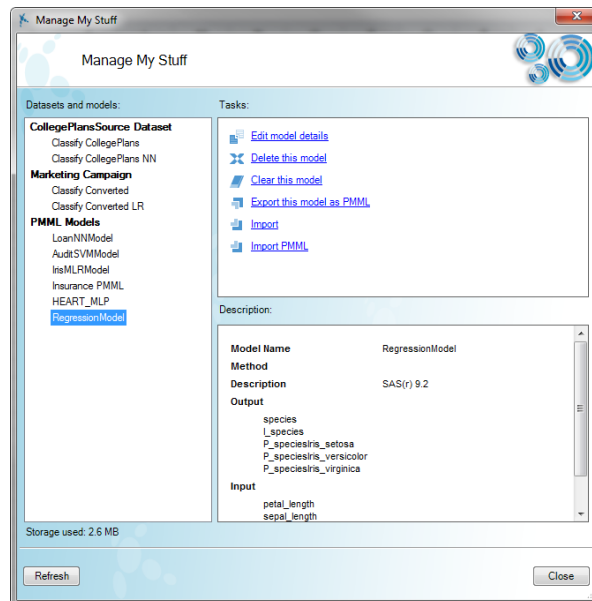 Manage My Stuff
Manage My Stuff
Datasets and models:
CollegePlansSource Dataset
Classify CollegePlans
Classify CollegePlans NN
Marketing Campaign
Classify Converted
Classify Converted LR
PMML Models
LoanNNModel
AuditSVMModel
IrisMLRModel
Insurance PMML
HEART_MLP
RegressionModel
Storage used: 2.6 MB
Tasks:
Edit model details
Delete this model
Clear this model
Export this model as PMML
Import
Import PMML
Description:
Model Name RegressionModel
Method
Description SAS(r) 9.2
Output
species
I_species
P_speciesIris_setosa
P_speciesIris_versicolor
P_speciesIris_virginica
Input
petal_length
sepal_length
Refresh
Close